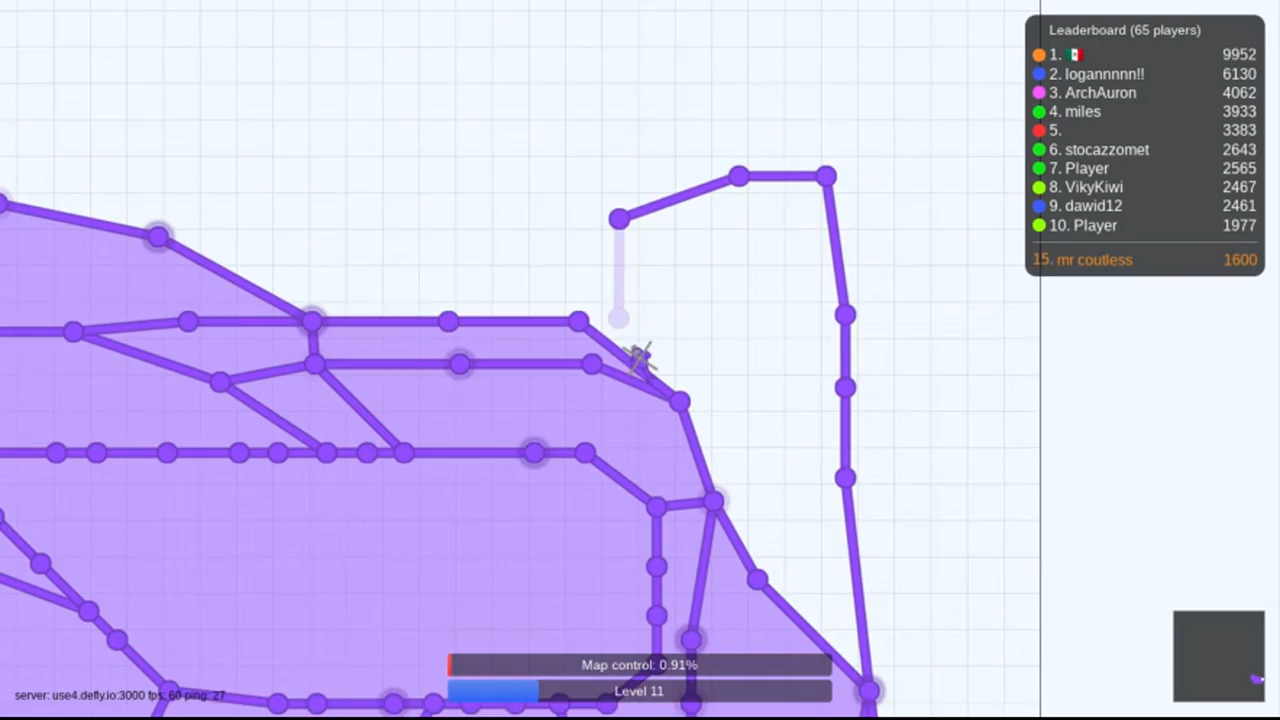 Leaderboard (65 players)
1. 🇲🇽 9952
2. logannnnn!! 6130
3. ArchAuron 4062
4. miles 3933
5. 3383
6. stocazzomet 2643
7. Player 2565
8. VikyKiwi 2467
9. dawid12 2461
10. Player 1977
15. mr coutless 1600
Map control: 0.91%
Level 11
server: use4.defly.io:3000 fps: 60 ping: 27